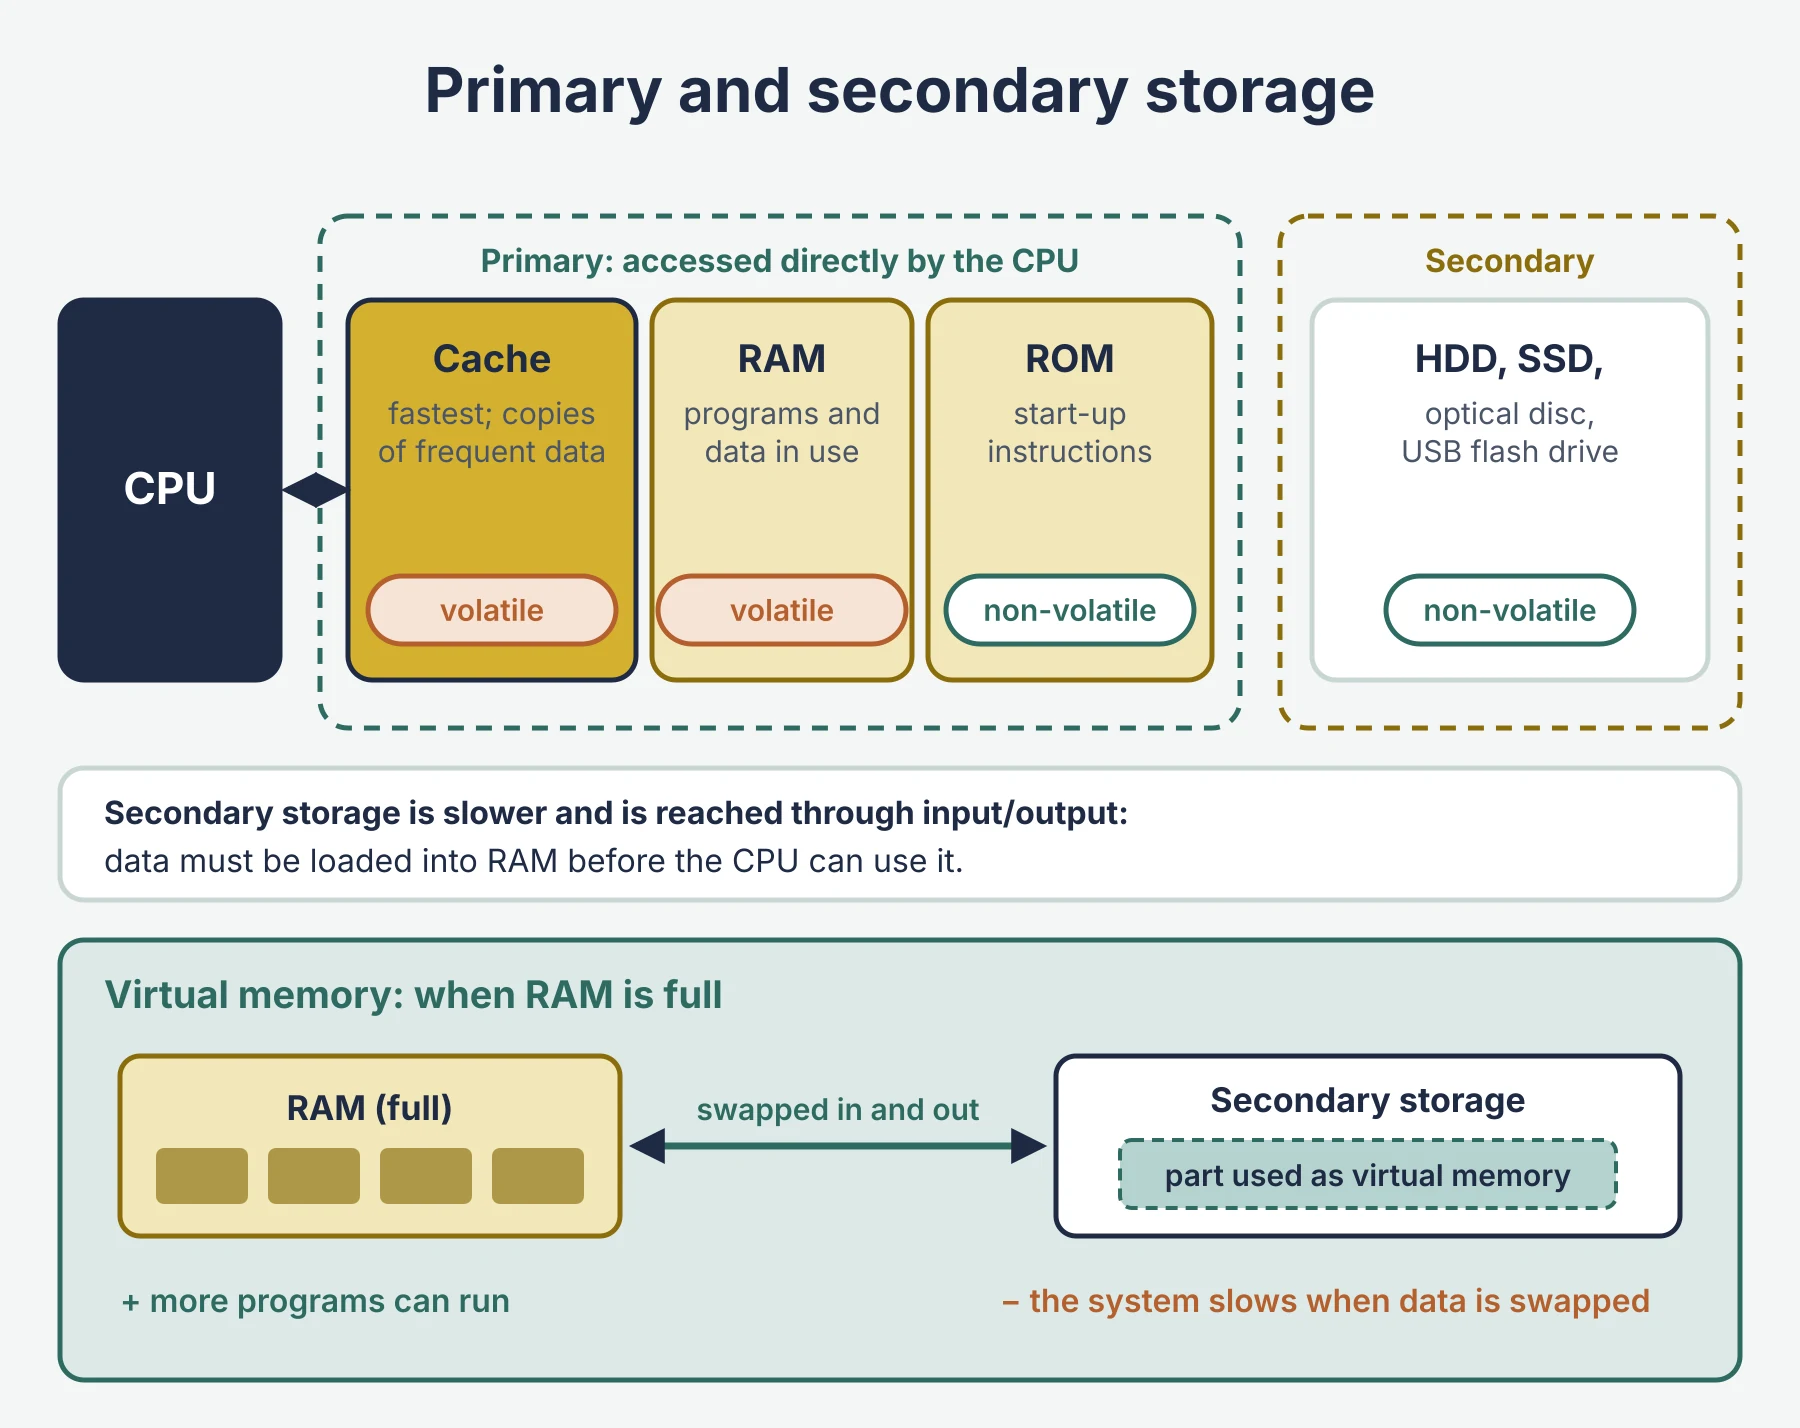 Primary and secondary storage
Primary: accessed directly by the CPU
Secondary
CPU
Cache
fastest; copies
of frequent data
volatile
RAM
programs and
data in use
volatile
ROM
start-up
instructions
non-volatile
HDD, SSD,
optical disc,
USB flash drive
non-volatile
Secondary storage is slower and is reached through input/output:
data must be loaded into RAM before the CPU can use it.
Virtual memory: when RAM is full
RAM (full)
swapped in and out
Secondary storage
part used as virtual memory
+ more programs can run
– the system slows when data is swapped